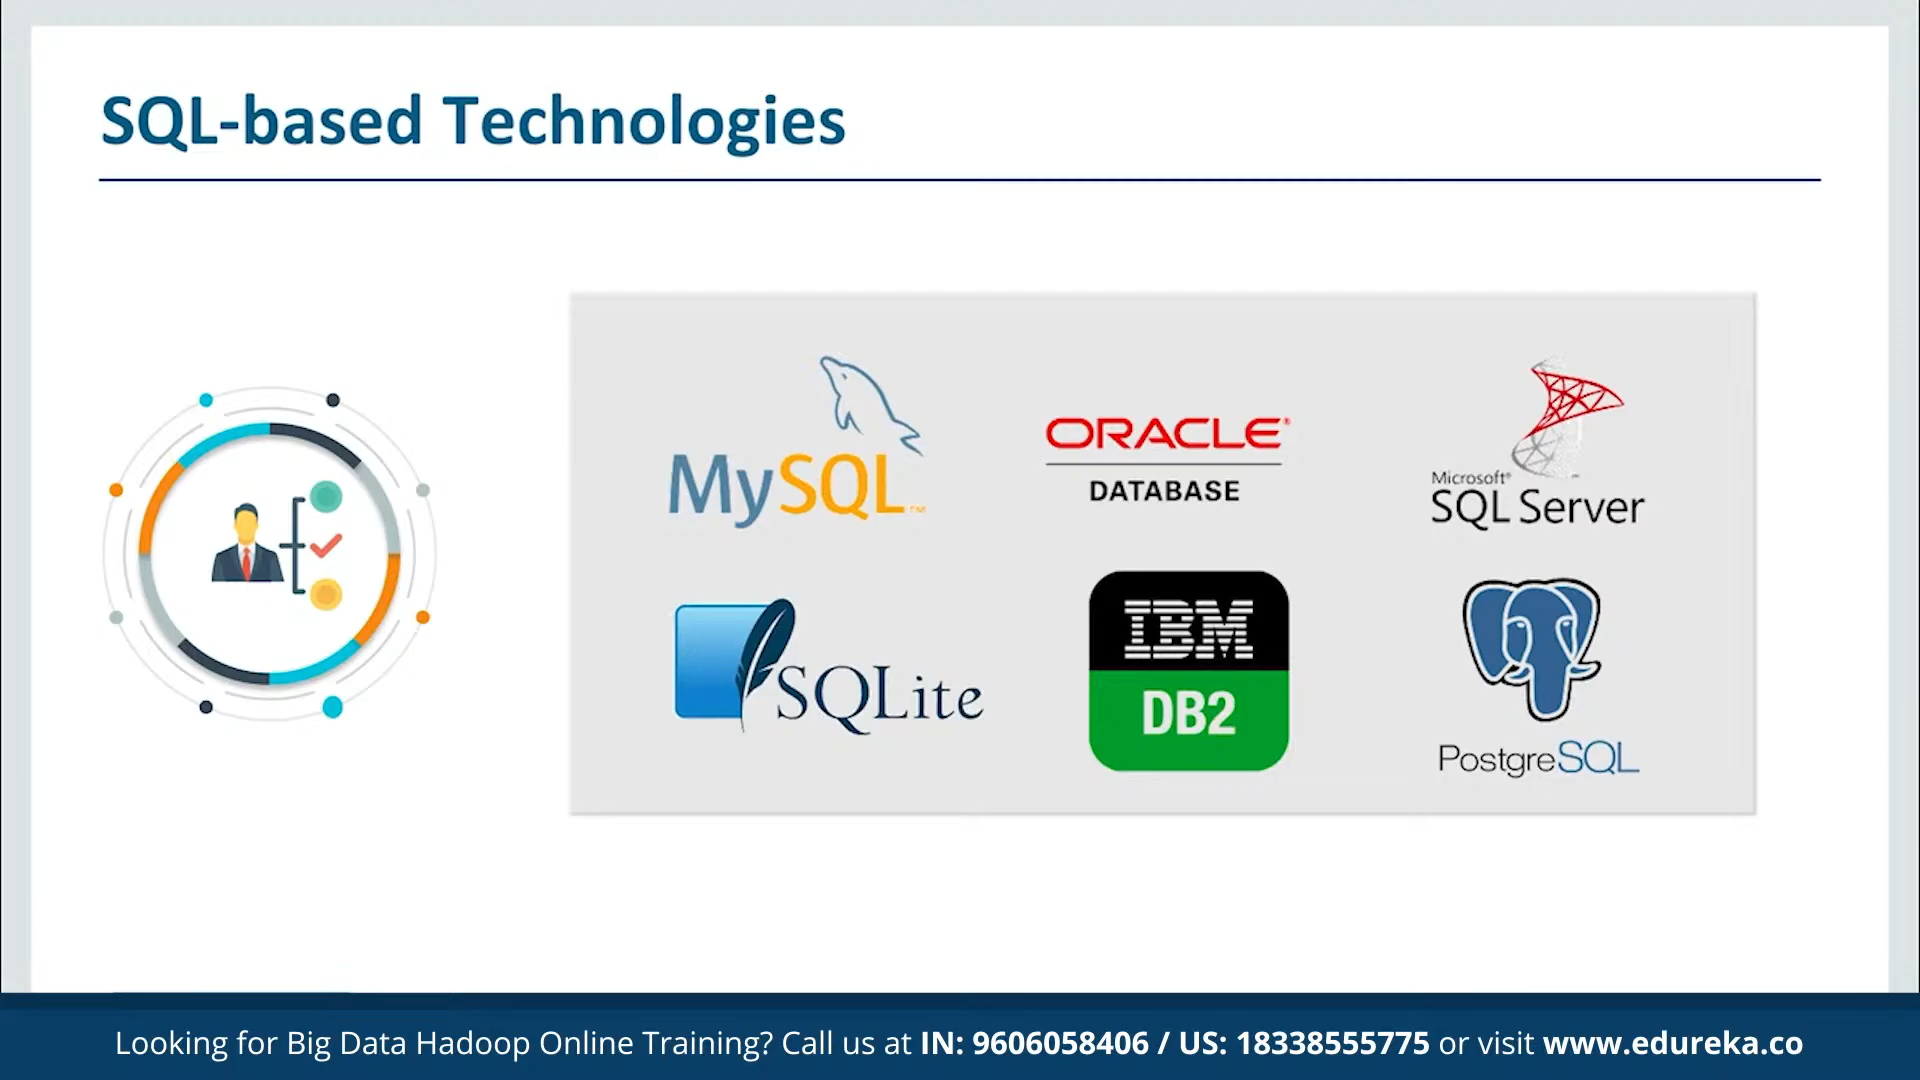 SQL-based Technologies
MySQL™
ORACLE®
DATABASE
Microsoft®
SQL Server
SQLite
IBM
DB2
PostgreSQL
Looking for Big Data Hadoop Online Training? Call us at IN: 9606058406 / US: 18338555775 or visit www.edureka.co